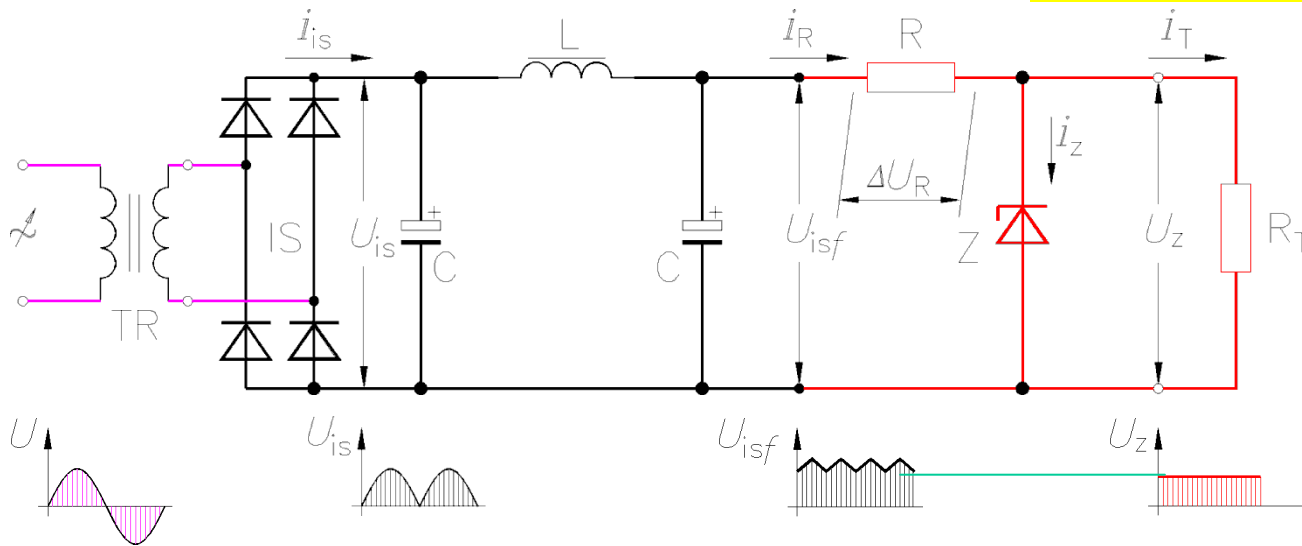 i_is
L
i_R
R
i_T
ΔU_R
i_z
IS
U_is
+
C
+
C
U_isf
Z
U_z
R_T
TR
U
U_is
U_isf
U_z